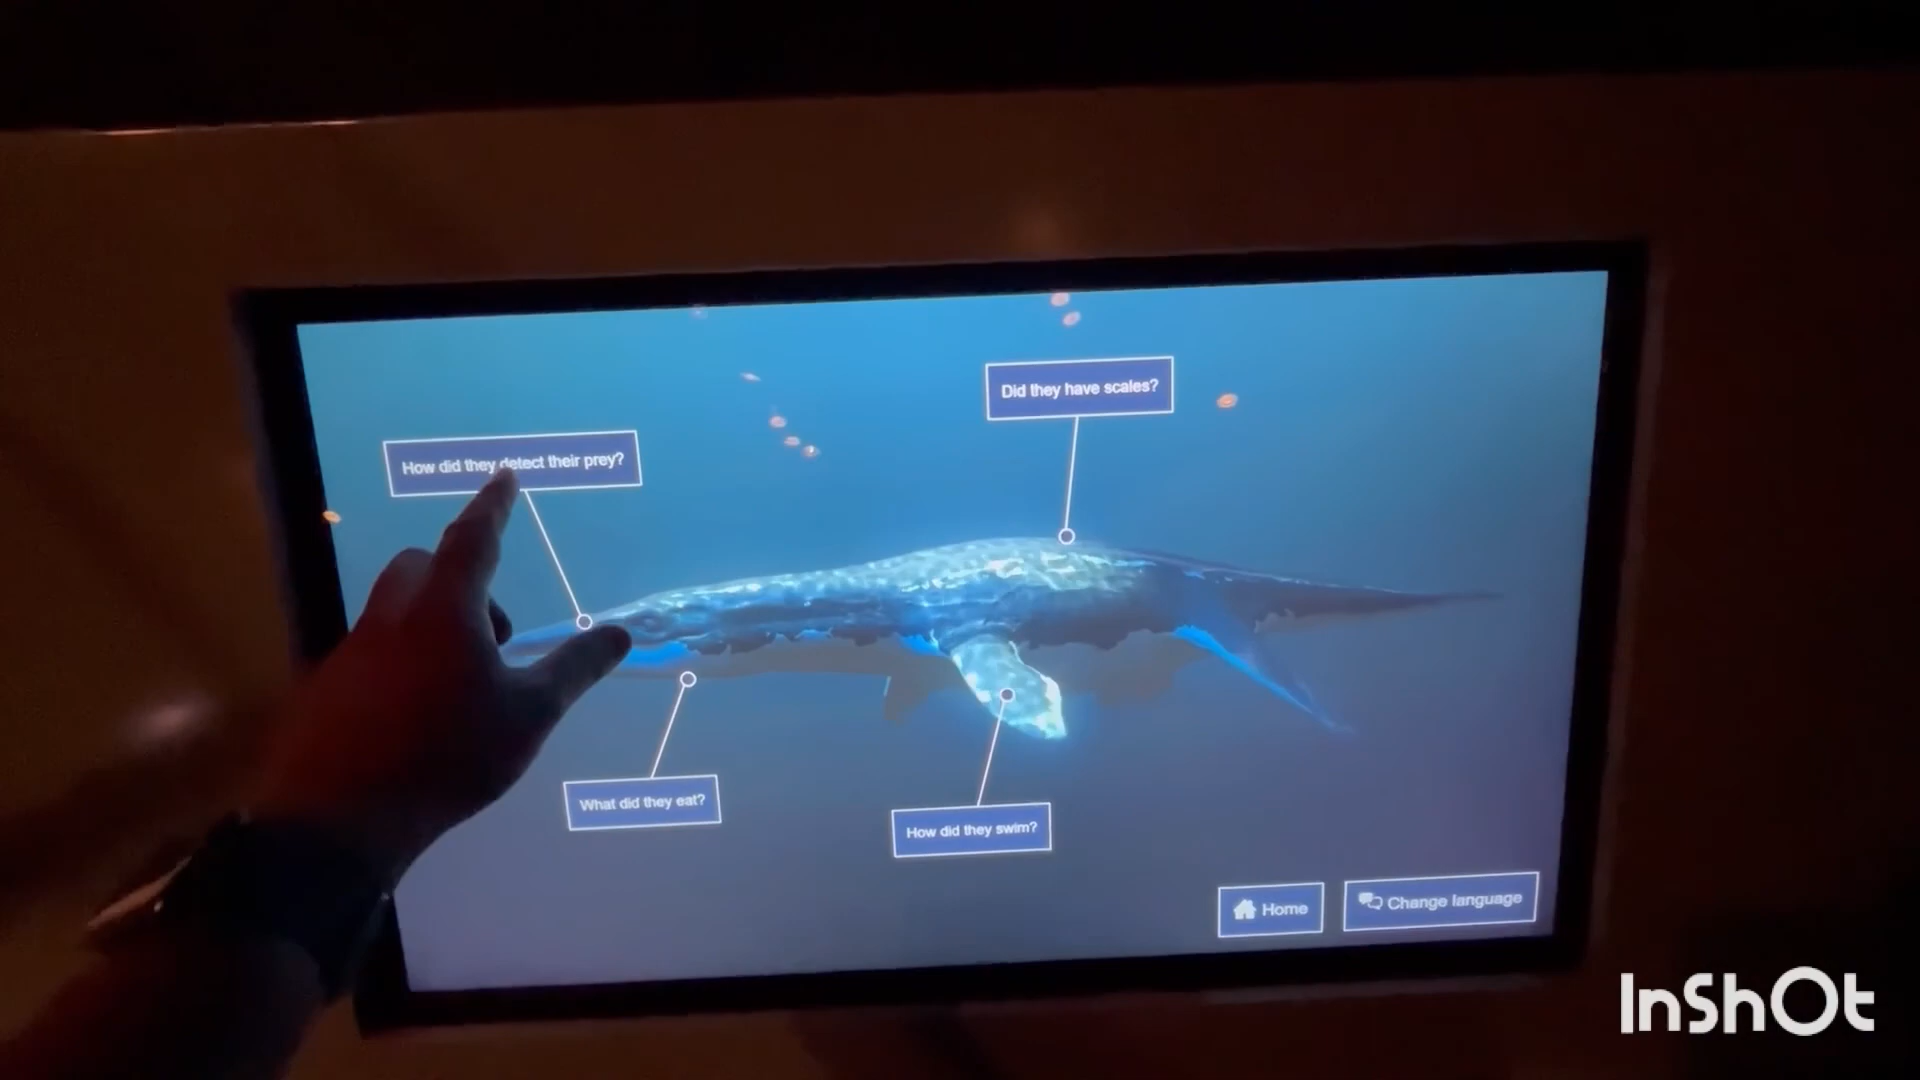 Did they have scales?
How did they detect their prey?
What did they eat?
How did they swim?
Home
Change language
InShOt